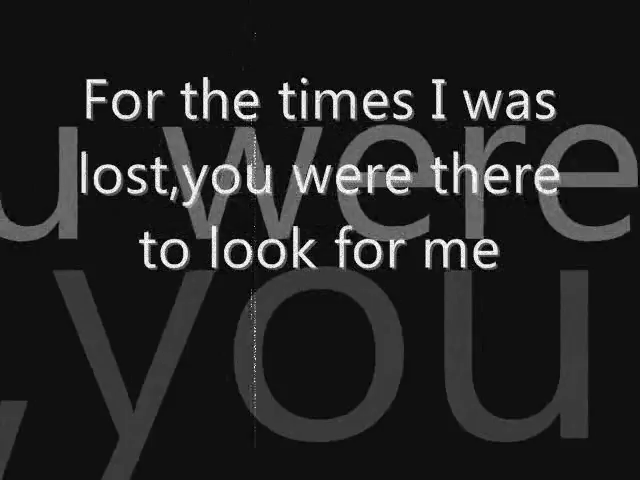 For the times I was
lost,you were there
to look for me
u were
,you